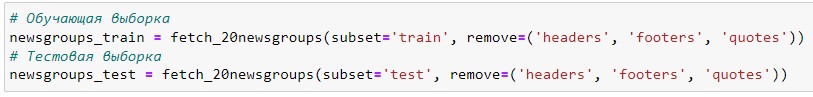 # Обучающая выборка
newsgroups_train = fetch_20newsgroups(subset='train', remove=('headers', 'footers', 'quotes'))
# Тестовая выборка
newsgroups_test = fetch_20newsgroups(subset='test', remove=('headers', 'footers', 'quotes'))